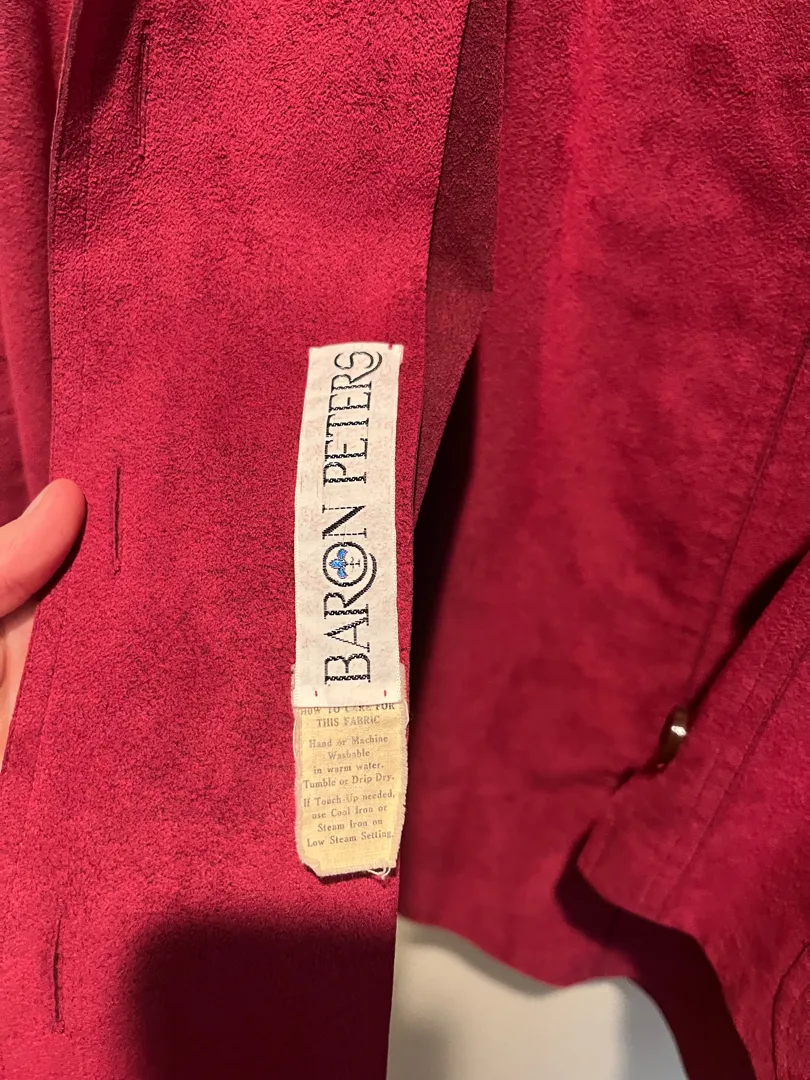 BARON PETERS
HOW TO CARE FOR
THIS FABRIC
Hand or Machine
Washable
in warm water.
Tumble or Drip Dry.
If Touch Up needed,
use Cool Iron or
Steam Iron on
Low Steam Setting.